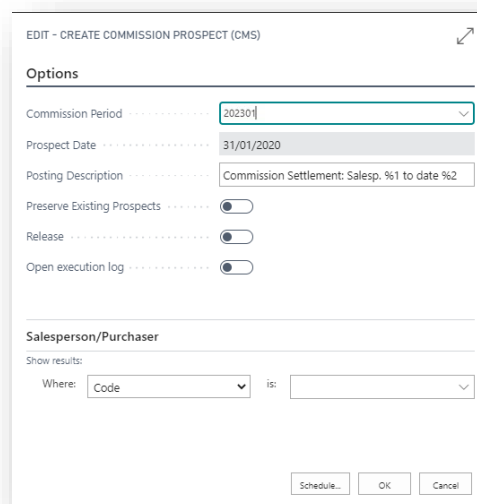 EDIT - CREATE COMMISSION PROSPECT (CMS)
Options
Commission Period 202301
Prospect Date 31/01/2020
Posting Description Commission Settlement: Salesp. %1 to date %2
Preserve Existing Prospects
Release
Open execution log
Salesperson/Purchaser
Show results:
Where: Code is:
Schedule... OK Cancel